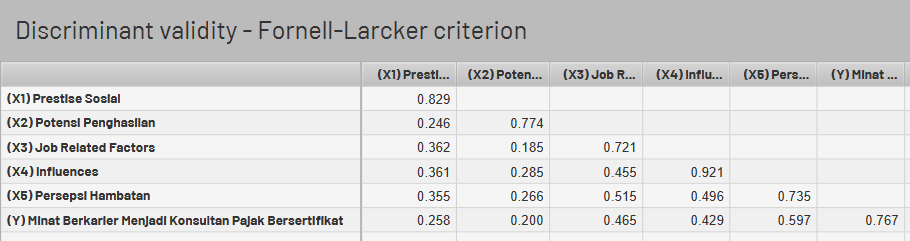 Discriminant validity - Fornell-Larcker criterion
(X1) Presti... (X2) Poten... (X3) Job R... (X4) Influ... (X5) Pers... (Y) Minat ...
(X1) Prestise Sosial 0.829
(X2) Potensi Penghasilan 0.246 0.774
(X3) Job Related Factors 0.362 0.185 0.721
(X4) Influences 0.361 0.285 0.455 0.921
(X5) Persepsi Hambatan 0.355 0.266 0.515 0.496 0.735
(Y) Minat Berkarier Menjadi Konsultan Pajak Bersertifikat 0.258 0.200 0.465 0.429 0.597 0.767